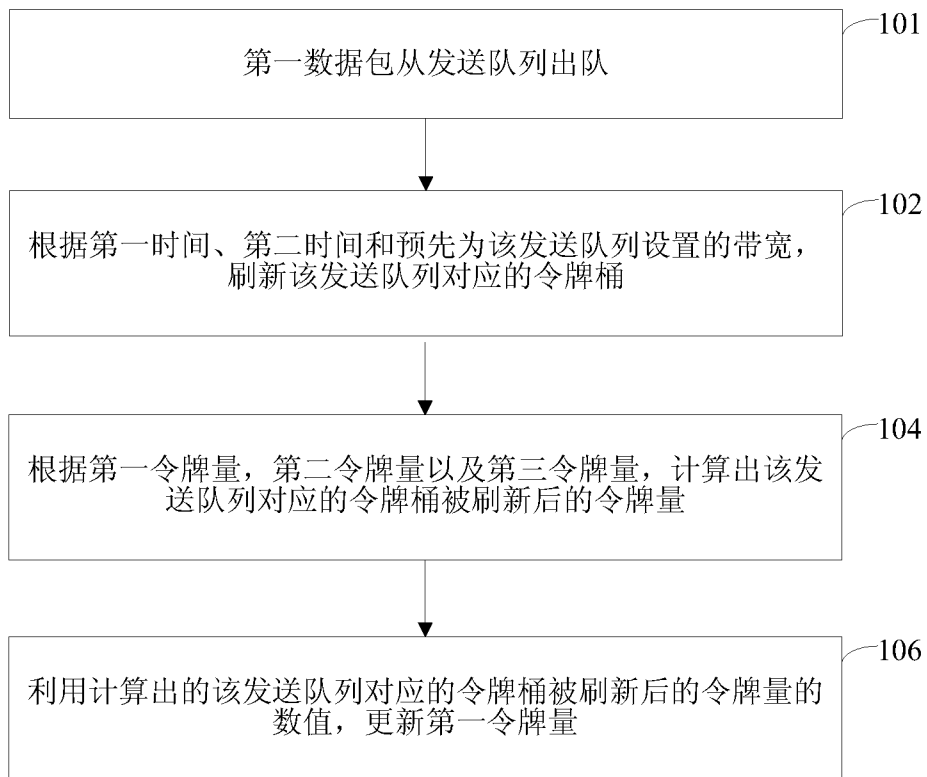 101
第一数据包从发送队列出队
102
根据第一时间、第二时间和预先为该发送队列设置的带宽，
刷新该发送队列对应的令牌桶
104
根据第一令牌量，第二令牌量以及第三令牌量，计算出该发
送队列对应的令牌桶被刷新后的令牌量
106
利用计算出的该发送队列对应的令牌桶被刷新后的令牌量的
数值，更新第一令牌量